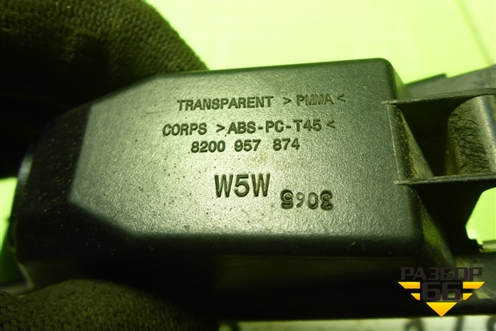 TRANSPARENT >PMMA<
CORPS >ABS-PC-T45<
8200 957 874
W5W
3065
РАЗБОР
66